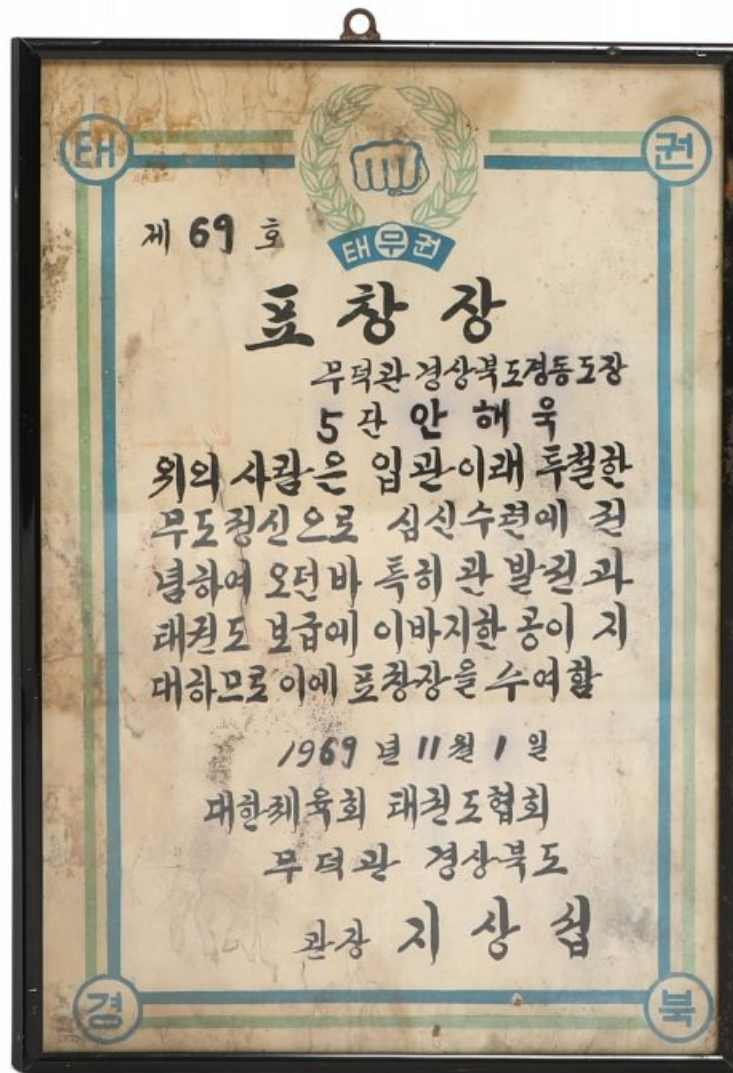 태 권
태무권
제 69 호
표창장
무덕관 경상북도경동도장
5단 안해욱
위의 사람은 입관이래 투철한
무도정신으로 심신수련에 전
념하여 오던바 특히 관 발전과
태권도 보급에 이바지한 공이 지
대하므로 이에 표창장을 수여함
1969년 11월 1일
대한체육회 태권도협회
무덕관 경상북도
관장 지상섭
경 북